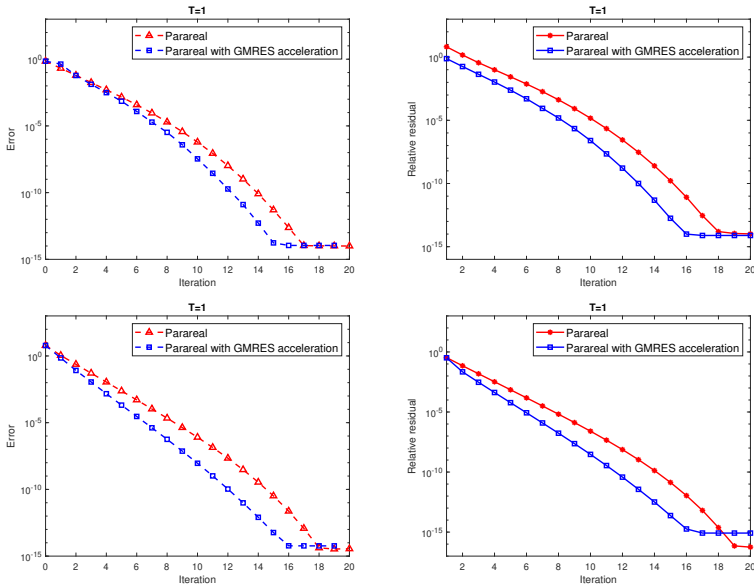 T=1
Parareal
Parareal with GMRES acceleration
10^0
10^-5
10^-10
10^-15
Error
0 2 4 6 8 10 12 14 16 18 20
Iteration
T=1
Parareal
Parareal with GMRES acceleration
10^0
10^-5
10^-10
10^-15
Relative residual
2 4 6 8 10 12 14 16 18 20
Iteration
T=1
Parareal
Parareal with GMRES acceleration
10^0
10^-5
10^-10
10^-15
Error
0 2 4 6 8 10 12 14 16 18 20
Iteration
T=1
Parareal
Parareal with GMRES acceleration
10^0
10^-5
10^-10
10^-15
Relative residual
2 4 6 8 10 12 14 16 18 20
Iteration